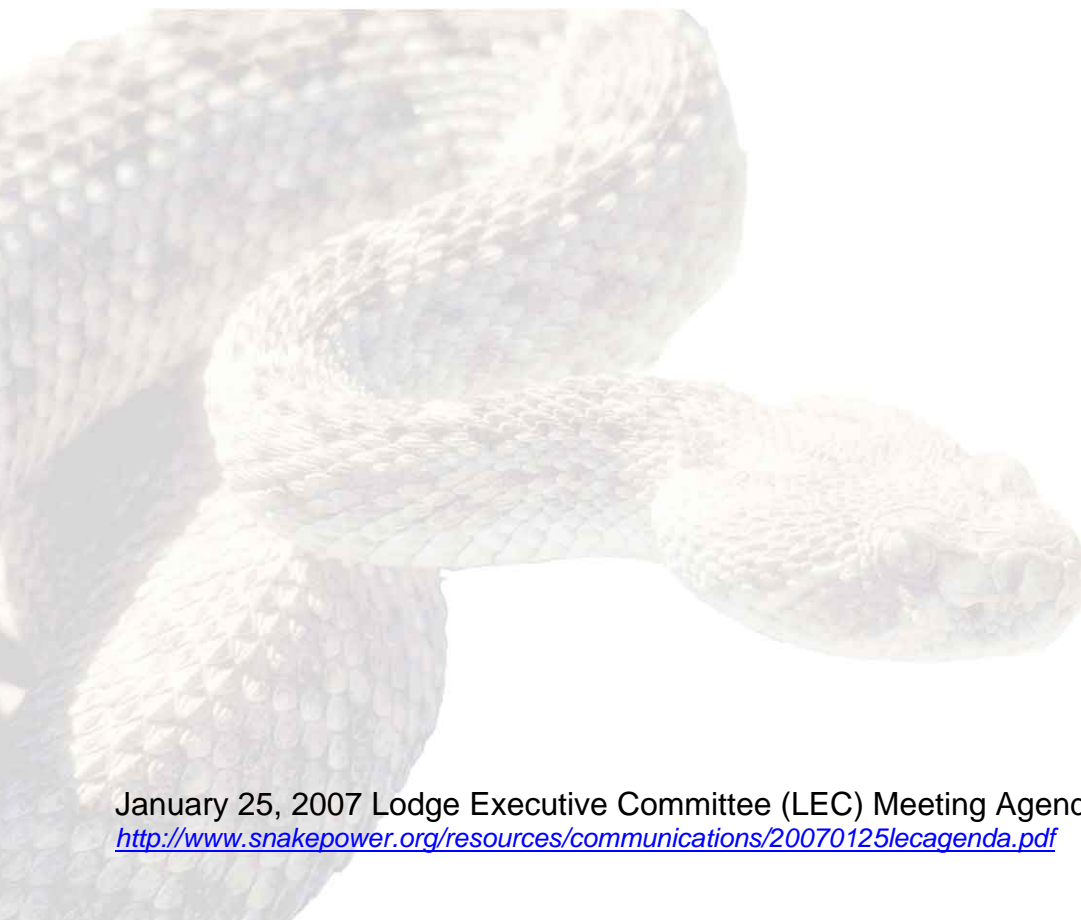 January 25, 2007 Lodge Executive Committee (LEC) Meeting Agend
http://www.snakepower.org/resources/communications/20070125lecagenda.pdf